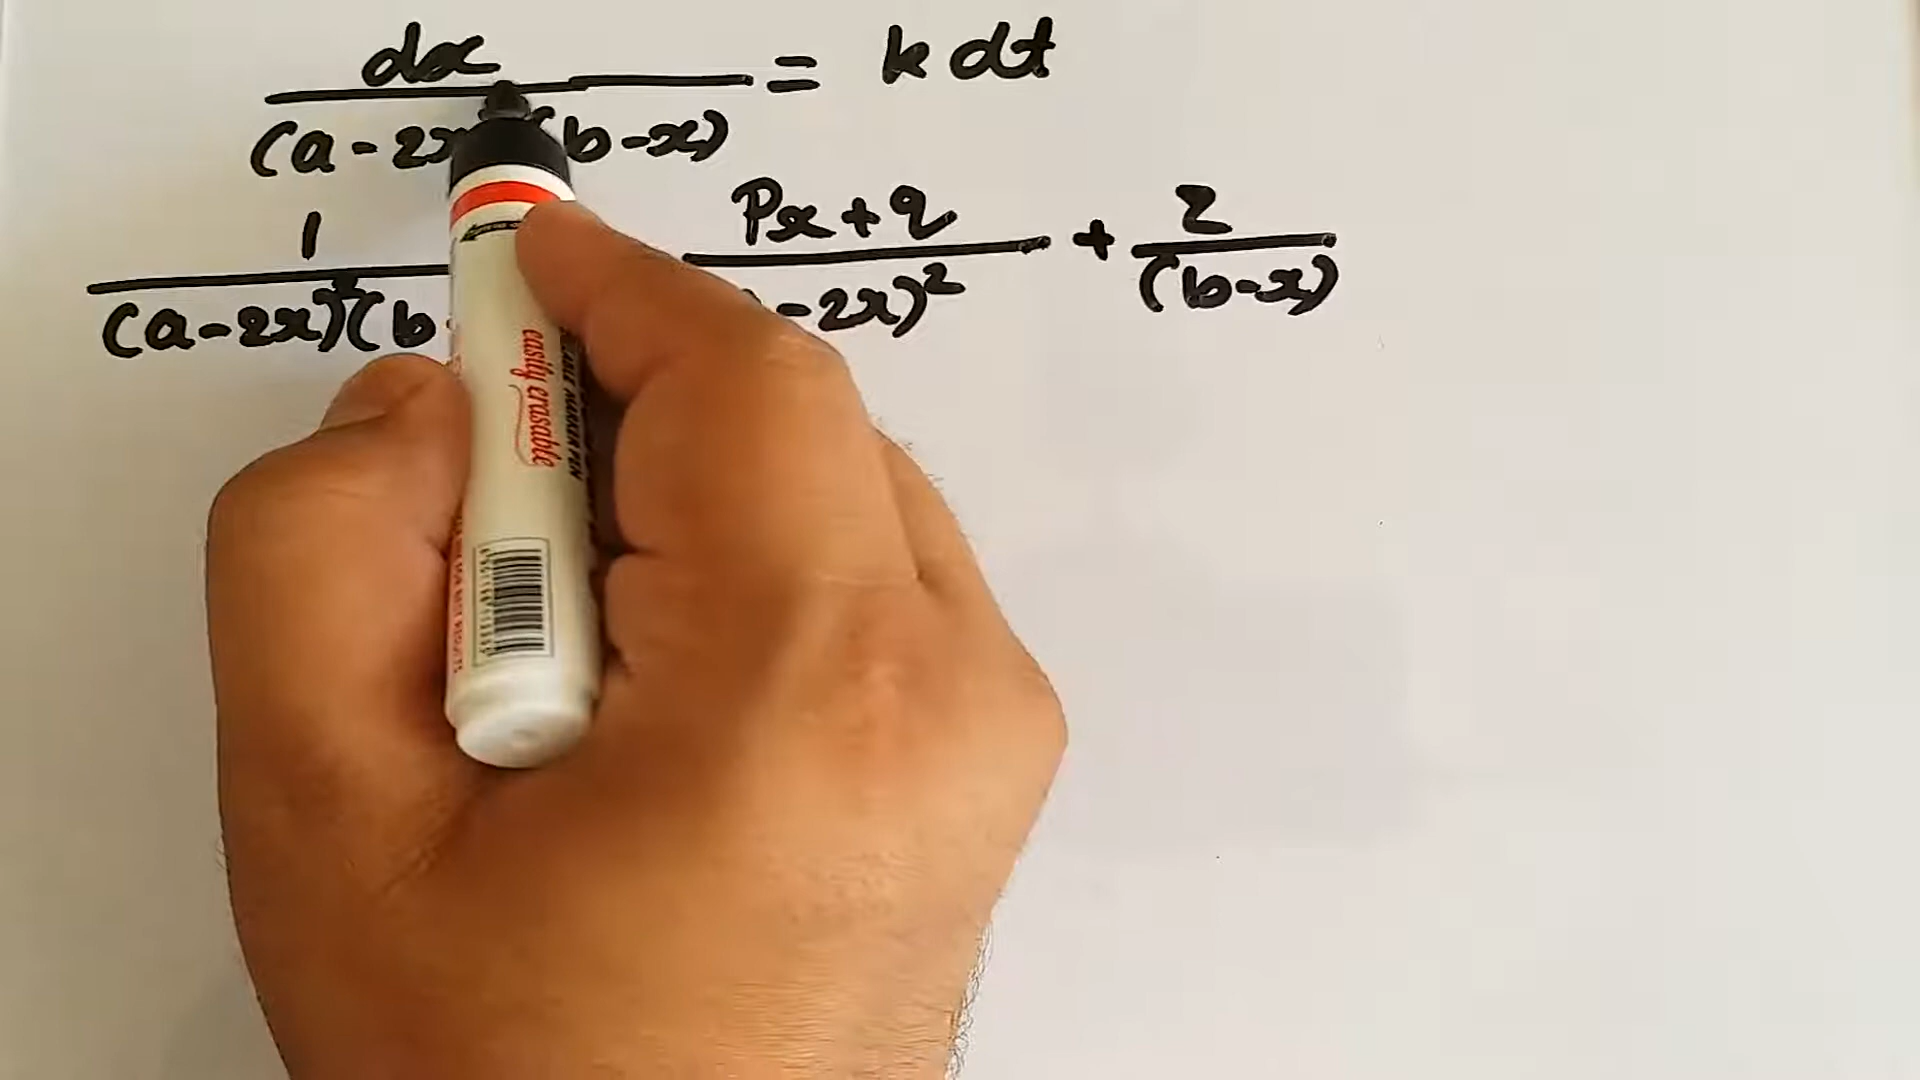 dx / (a-2x (b-x) = k dt
1 / (a-2x)²(b- Px+q / -2x)² + z / (b-x)
easily erasable